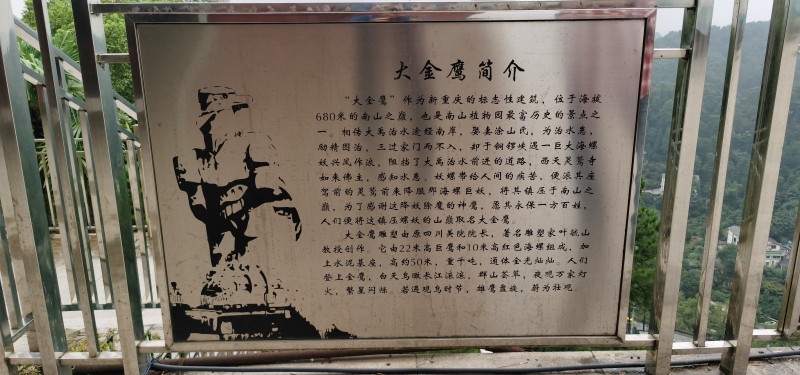 大金鹰简介
“大金鹰”作为新重庆的标志性建筑，位于海拔
680米的南山之巅，也是南山植物园最富历史的景点之
一。相传大禹治水途经南岸，娶妻涂山氏，为治水患，
励精图治，三过家门而不入，却于铜锣峡遇一巨大海螺
妖兴风作浪，阻挡了大禹治水前进的道路，西天灵鹫寺
如来佛主，感知水患，妖螺带给人间的疾苦，便派其座
驾前的灵鹫前来降服即海螺巨妖，将其镇压于南山之
巅，为了感谢这降妖除魔的神鹰，愿其永保一方百姓，
人们便将这镇压螺妖的山巅取名大金鹰。
大金鹰雕塑由原四川美院院长，著名雕塑家叶毓山
教授创作。它由22米高巨鹰和10米高红色海螺组成，加
上水泥基座，高约50米，重千吨，通体金光灿灿。人们
登上金鹰，白天鸟瞰长江滚滚，群山荟萃，夜观万家灯
火，繁星闪烁。若遇观鸟时节，雄鹰盘旋，蔚为壮观。